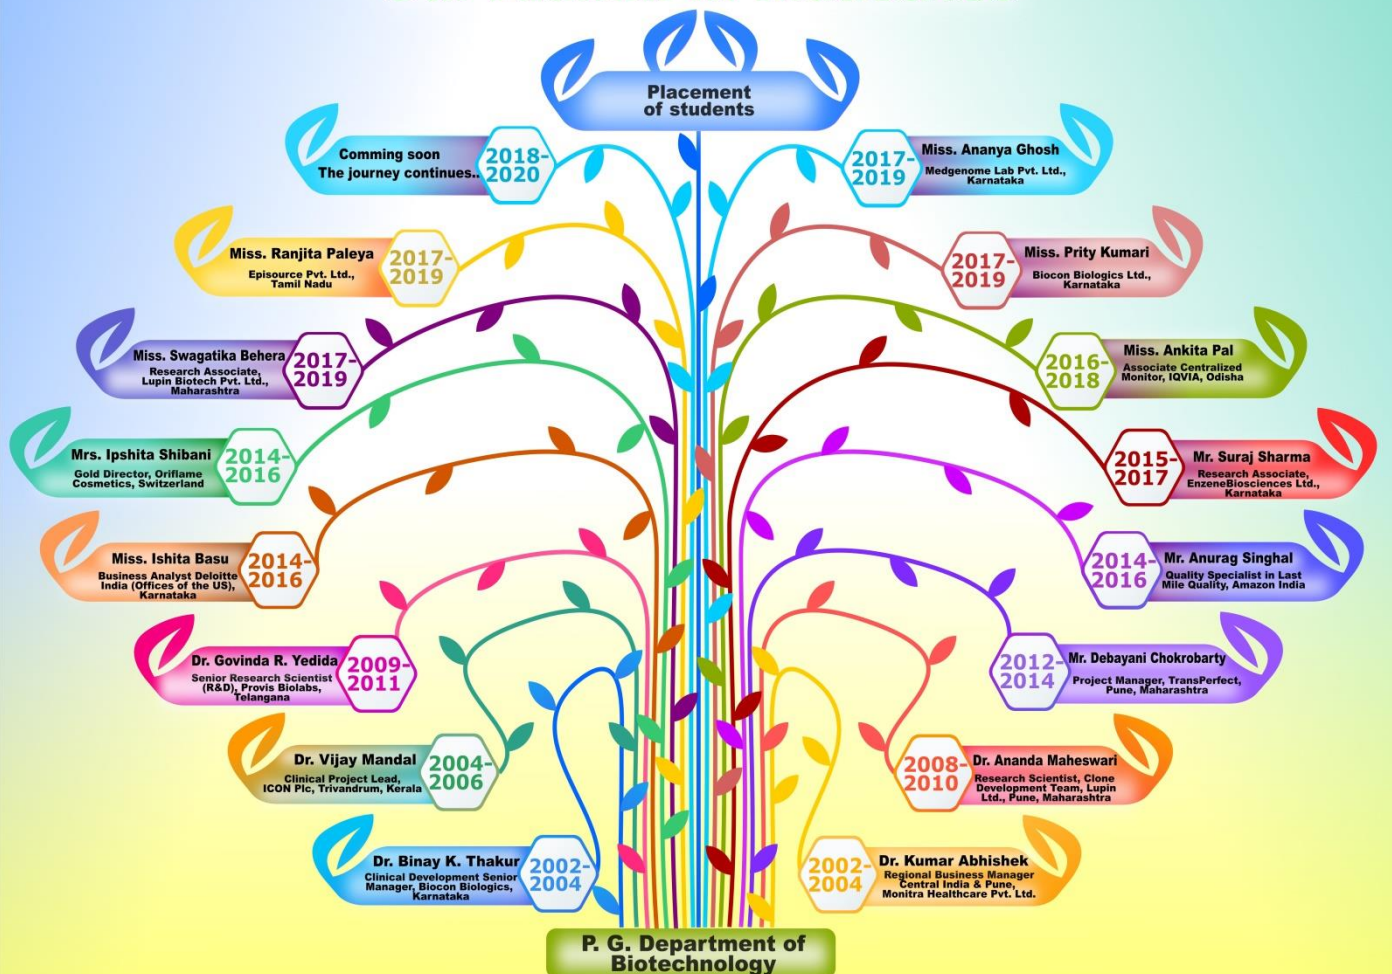 Placement
of students
Comming soon
The journey continues..
2018-
2020
2017-
2019
Miss. Ananya Ghosh
Medgenome Lab Pvt. Ltd.,
Karnataka
Miss. Ranjita Paleya
Episource Pvt. Ltd.,
Tamil Nadu
2017-
2019
2017-
2019
Miss. Prity Kumari
Biocon Biologics Ltd.,
Karnataka
Miss. Swagatika Behera
Research Associate,
Lupin Biotech Pvt. Ltd.,
Maharashtra
2017-
2019
2016-
2018
Miss. Ankita Pal
Associate Centralized
Monitor, IQVIA, Odisha
Mrs. Ipshita Shibani
Gold Director, Oriflame
Cosmetics, Switzerland
2014-
2016
2015-
2017
Mr. Suraj Sharma
Research Associate,
EnzeneBiosciences Ltd.,
Karnataka
Miss. Ishita Basu
Business Analyst Deloitte
India (Offices of the US),
Karnataka
2014-
2016
2014-
2016
Mr. Anurag Singhal
Quality Specialist in Last
Mile Quality, Amazon India
Dr. Govinda R. Yedida
Senior Research Scientist
(R&D), Provis Biolabs,
Telangana
2009-
2011
2012-
2014
Mr. Debayani Chokrobarty
Project Manager, TransPerfect,
Pune, Maharashtra
Dr. Vijay Mandal
Clinical Project Lead,
ICON Plc, Trivandrum, Kerala
2004-
2006
2008-
2010
Dr. Ananda Maheswari
Research Scientist, Clone
Development Team, Lupin
Ltd., Pune, Maharashtra
Dr. Binay K. Thakur
Clinical Development Senior
Manager, Biocon Biologics,
Karnataka
2002-
2004
2002-
2004
Dr. Kumar Abhishek
Regional Business Manager
Central India & Pune,
Monitra Healthcare Pvt. Ltd.
P. G. Department of
Biotechnology